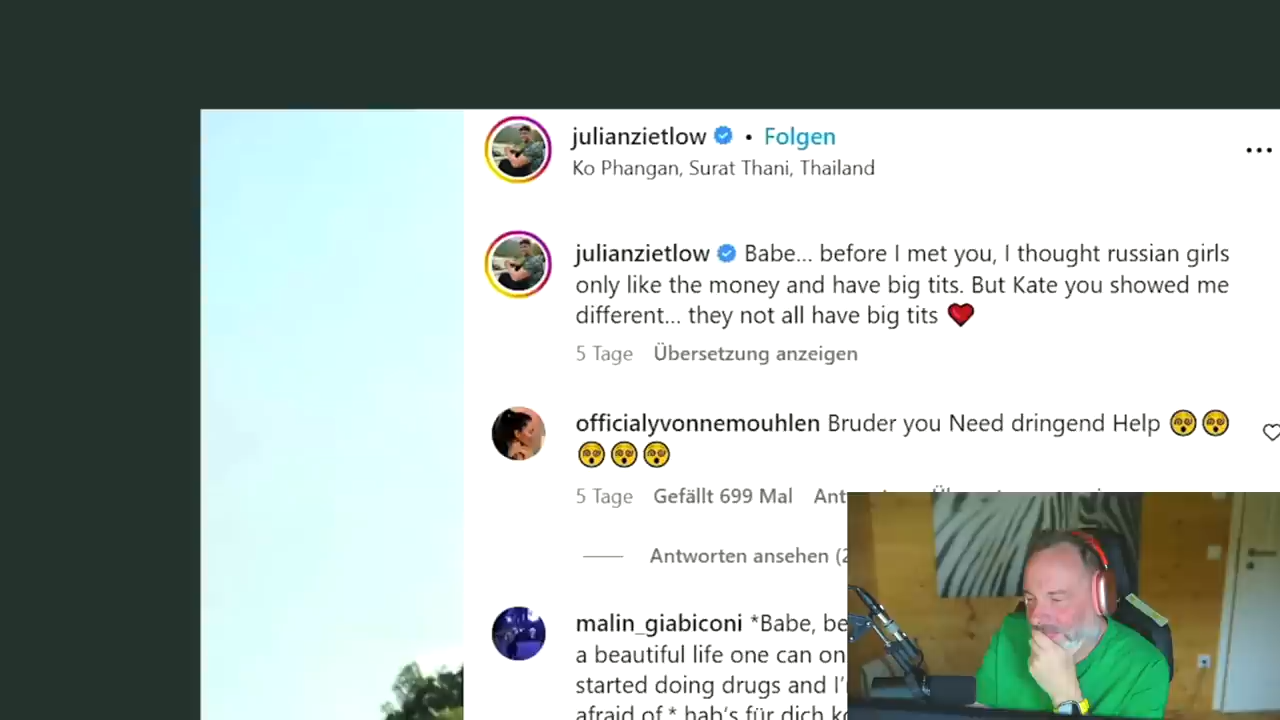 julianzietlow • Folgen
Ko Phangan, Surat Thani, Thailand
julianzietlow Babe... before I met you, I thought russian girls
only like the money and have big tits. But Kate you showed me
different... they not all have big tits ❤️
5 Tage Übersetzung anzeigen
officialyvonnemouhlen Bruder you Need dringend Help 😵‍💫😵‍💫
😵‍💫😵‍💫😵‍💫
5 Tage Gefällt 699 Mal
Antworten ansehen (2
malin_giabiconi *Babe, be
a beautiful life one can on
started doing drugs and I'
afraid of * hab's für dich